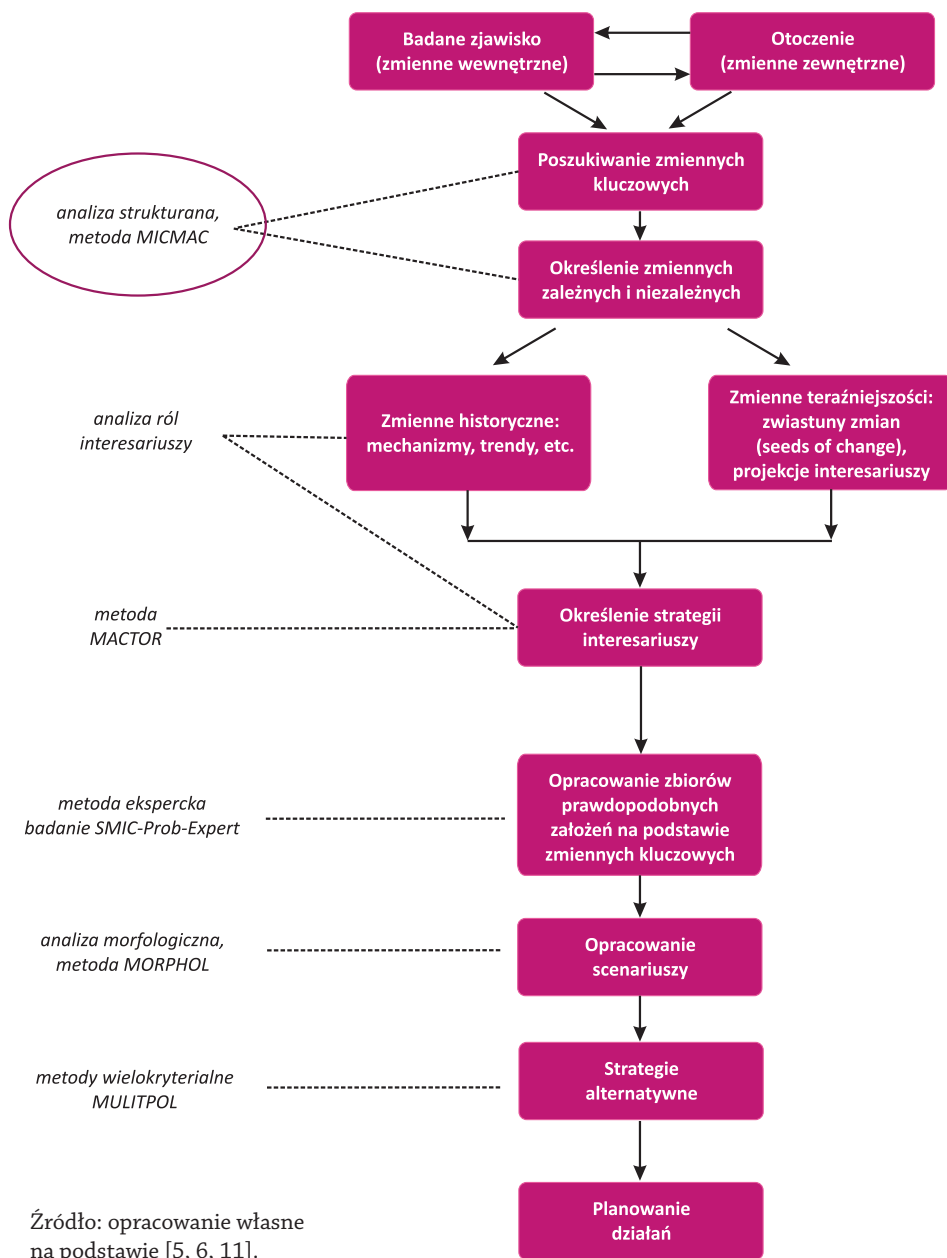 Badane zjawisko
(zmienne wewnętrzne)
Otoczenie
(zmienne zewnętrzne)
Poszukiwanie zmiennych
kluczowych
analiza strukturana,
metoda MICMAC
Określenie zmiennych
zależnych i niezależnych
analiza ról
interesariuszy
Zmienne historyczne:
mechanizmy, trendy, etc.
Zmienne teraźniejszości:
zwiastuny zmian
(seeds of change),
projekcje interesariuszy
metoda
MACTOR
Określenie strategii
interesariuszy
metoda ekspercka
badanie SMIC-Prob-Expert
Opracowanie zbiorów
prawdopodobnych
założeń na podstawie
zmiennych kluczowych
analiza morfologiczna,
metoda MORPHOL
Opracowanie
scenariuszy
metody wielokryterialne
MULITPOL
Strategie
alternatywne
Planowanie
działań
Źródło: opracowanie własne
na podstawie [5, 6, 11].